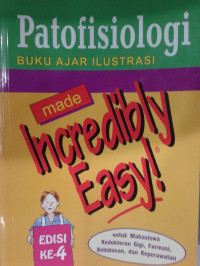 Patofisiologi
BUKU AJAR ILUSTRASI
made
Incredibly
Easy!
EDISI
KE-4
untuk Mahasiswa
Kedokteran Gigi, Farmasi,
Kebidanan, dan Keperawatan